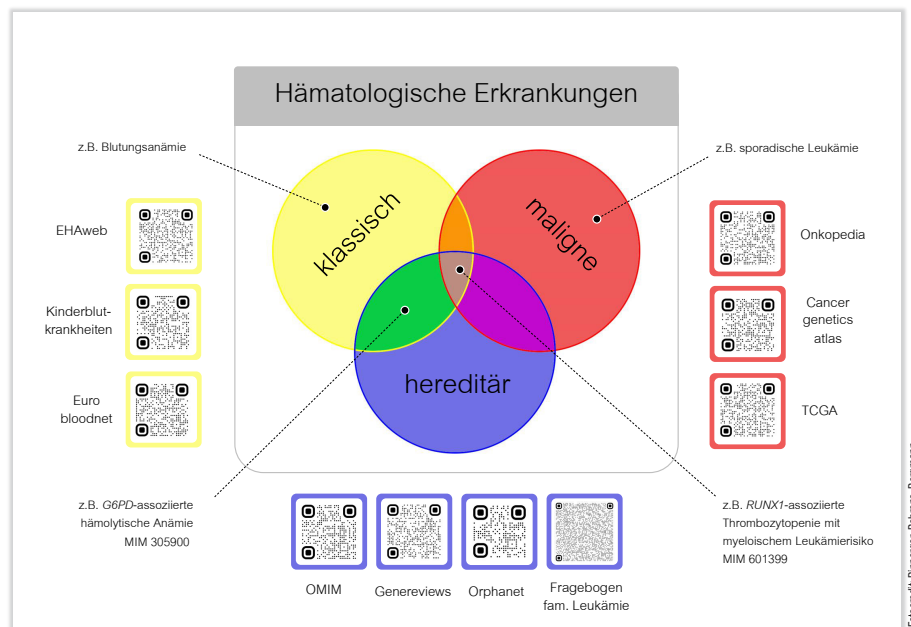 Hämatologische Erkrankungen
z.B. Blutungsanämie
z.B. sporadische Leukämie
klassisch
maligne
hereditär
EHAweb
Kinderblut-
krankheiten
Euro
bloodnet
Onkopedia
Cancer
genetics
atlas
TCGA
z.B. G6PD-assoziierte
hämolytische Anämie
MIM 305900
z.B. RUNX1-assoziierte
Thrombozytopenie mit
myeloischem Leukämierisiko
MIM 601399
OMIM
Genereviews
Orphanet
Fragebogen
fam. Leukämie